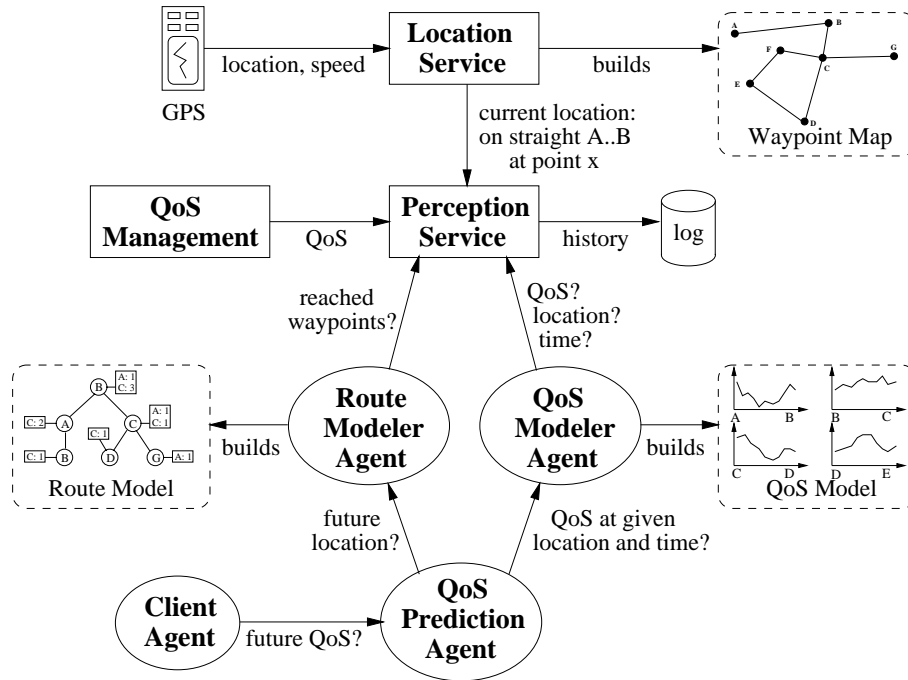 GPS
location, speed
Location
Service
builds
A
B
F
C
G
E
D
Waypoint Map
current location:
on straight A..B
at point x
QoS
Management
QoS
Perception
Service
history
log
reached
waypoints?
QoS?
location?
time?
B
A: 1
C: 3
C: 2
A
C
A: 1
C: 1
C: 1
C: 1
B
D
G
A: 1
Route Model
builds
Route
Modeler
Agent
QoS
Modeler
Agent
builds
A
B
B
C
C
D
D
E
QoS Model
future
location?
QoS at given
location and time?
Client
Agent
future QoS?
QoS
Prediction
Agent